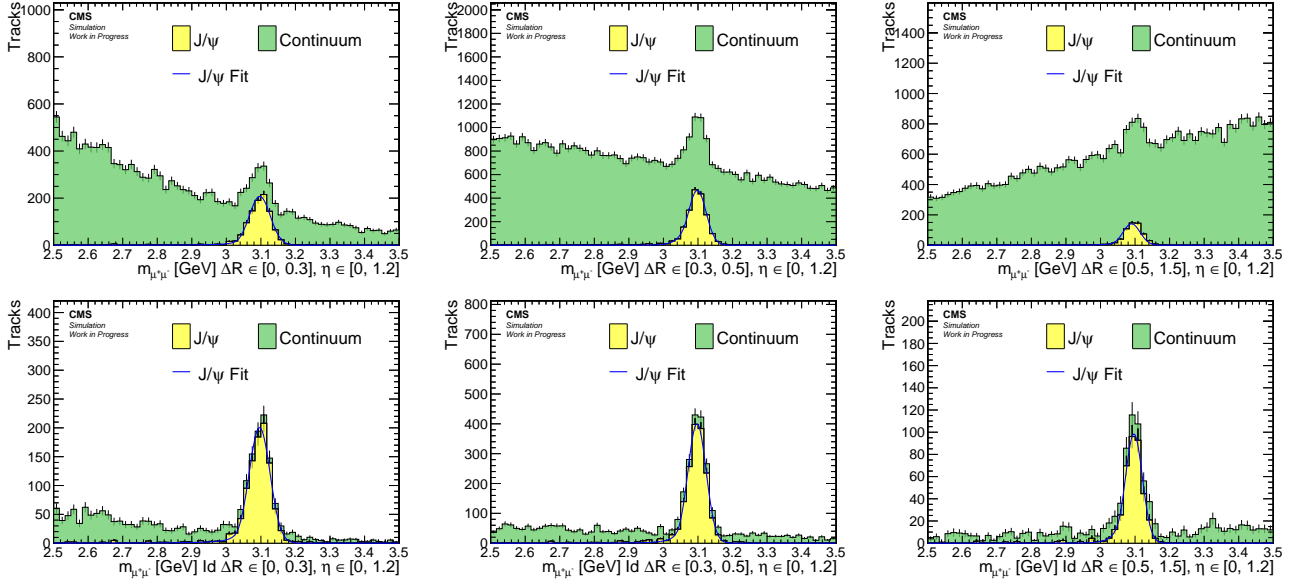 Tracks
1000
800
600
400
200
0
CMS
Simulation
Work in Progress
J/ψ
Continuum
J/ψ Fit
2.5 2.6 2.7 2.8 2.9 3 3.1 3.2 3.3 3.4 3.5
m_μ⁺μ⁻ [GeV] ΔR ∈ [0, 0.3], η ∈ [0, 1.2]
Tracks
2200
2000
1800
1600
1400
1200
1000
800
600
400
200
0
CMS
Simulation
Work in Progress
J/ψ
Continuum
J/ψ Fit
2.5 2.6 2.7 2.8 2.9 3 3.1 3.2 3.3 3.4 3.5
m_μ⁺μ⁻ [GeV] ΔR ∈ [0.3, 0.5], η ∈ [0, 1.2]
Tracks
1400
1200
1000
800
600
400
200
0
CMS
Simulation
Work in Progress
J/ψ
Continuum
J/ψ Fit
2.5 2.6 2.7 2.8 2.9 3 3.1 3.2 3.3 3.4 3.5
m_μ⁺μ⁻ [GeV] ΔR ∈ [0.5, 1.5], η ∈ [0, 1.2]
Tracks
400
350
300
250
200
150
100
50
0
CMS
Simulation
Work in Progress
J/ψ
Continuum
J/ψ Fit
2.5 2.6 2.7 2.8 2.9 3 3.1 3.2 3.3 3.4 3.5
m_μ⁺μ⁻ [GeV] Id ΔR ∈ [0, 0.3], η ∈ [0, 1.2]
Tracks
800
700
600
500
400
300
200
100
0
CMS
Simulation
Work in Progress
J/ψ
Continuum
J/ψ Fit
2.5 2.6 2.7 2.8 2.9 3 3.1 3.2 3.3 3.4 3.5
m_μ⁺μ⁻ [GeV] Id ΔR ∈ [0.3, 0.5], η ∈ [0, 1.2]
Tracks
200
180
160
140
120
100
80
60
40
20
0
CMS
Simulation
Work in Progress
J/ψ
Continuum
J/ψ Fit
2.5 2.6 2.7 2.8 2.9 3 3.1 3.2 3.3 3.4 3.5
m_μ⁺μ⁻ [GeV] Id ΔR ∈ [0.5, 1.5], η ∈ [0, 1.2]